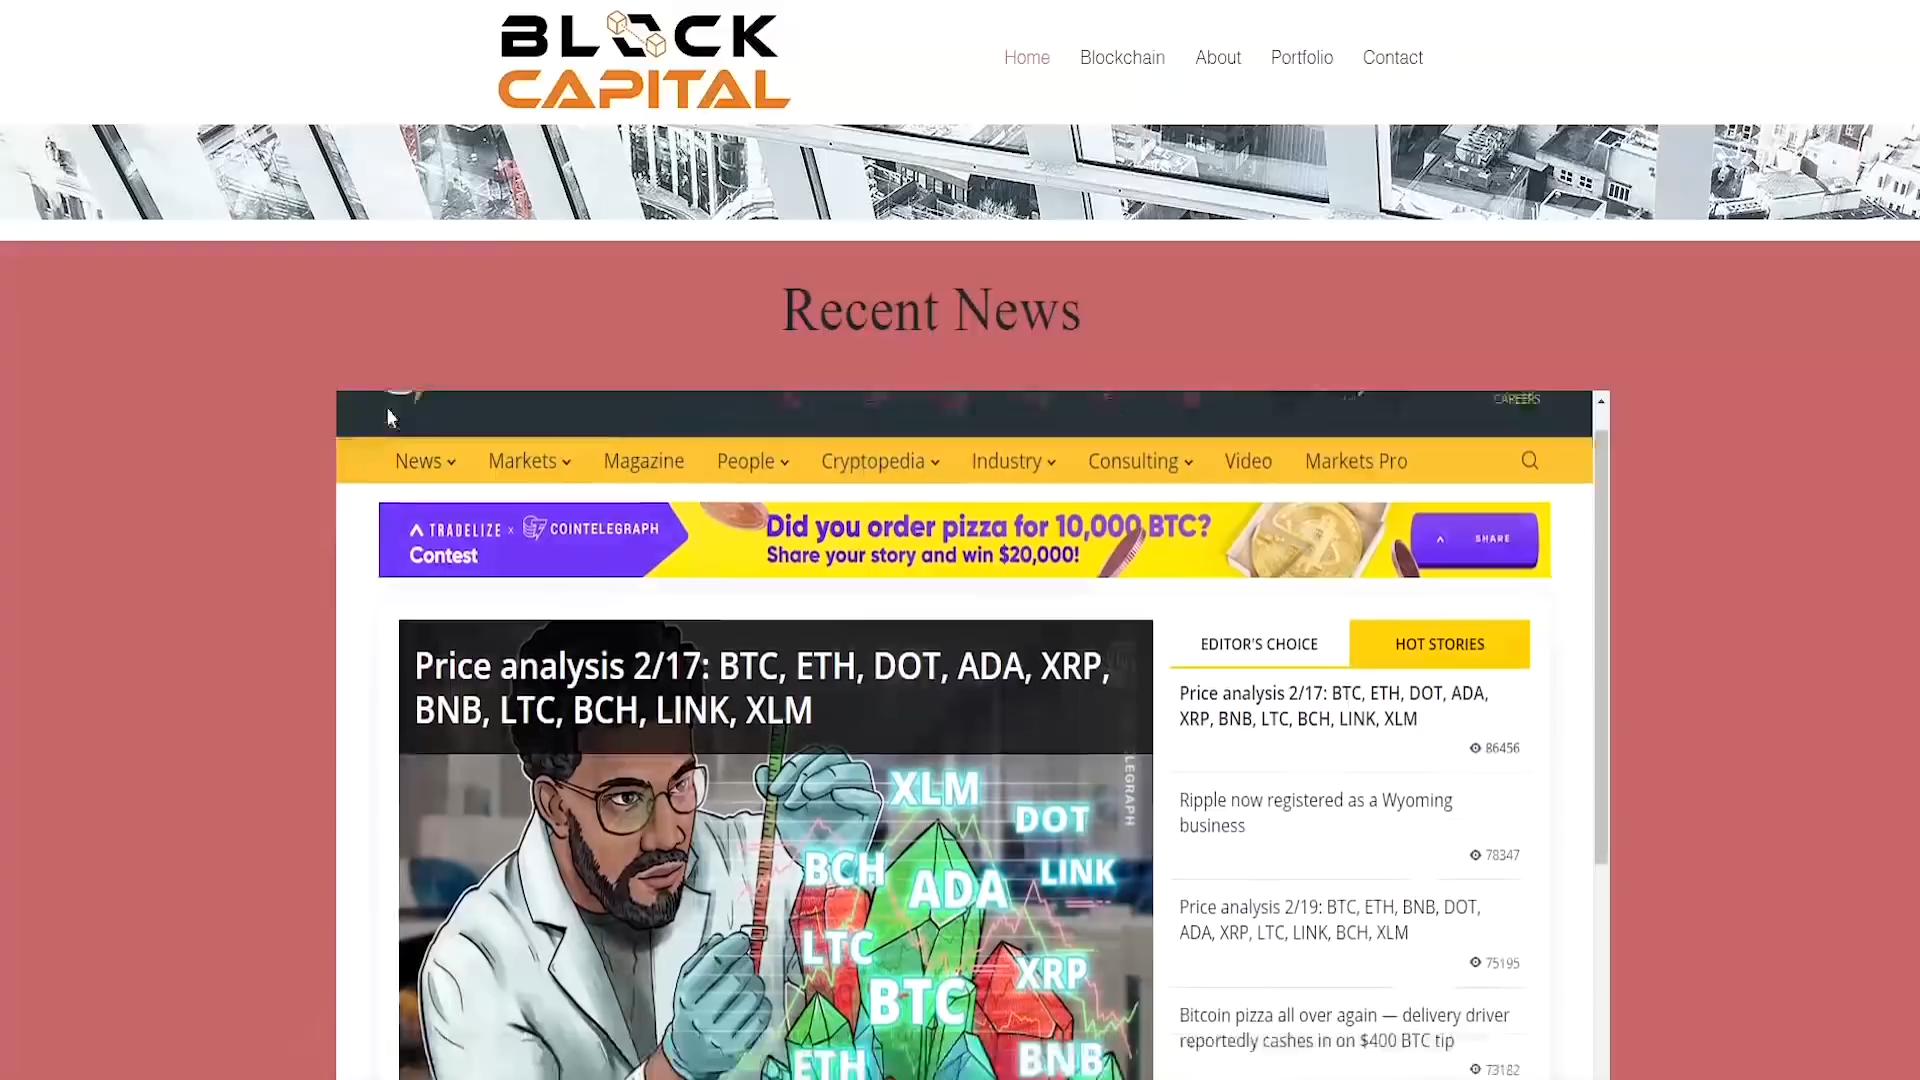 BLOCK
CAPITAL
Home
Blockchain
About
Portfolio
Contact
Recent News
CAREERS
News
Markets
Magazine
People
Cryptopedia
Industry
Consulting
Video
Markets Pro
TRADELIZE x COINTELEGRAPH
Contest
Did you order pizza for 10,000 BTC?
Share your story and win $20,000!
SHARE
Price analysis 2/17: BTC, ETH, DOT, ADA, XRP,
BNB, LTC, BCH, LINK, XLM
XLM
DOT
BCH
ADA
LINK
LTC
XRP
BTC
ETH
BNB
EDITOR'S CHOICE
HOT STORIES
Price analysis 2/17: BTC, ETH, DOT, ADA,
XRP, BNB, LTC, BCH, LINK, XLM
86456
Ripple now registered as a Wyoming
business
78347
Price analysis 2/19: BTC, ETH, BNB, DOT,
ADA, XRP, LTC, LINK, BCH, XLM
75195
Bitcoin pizza all over again — delivery driver
reportedly cashes in on $400 BTC tip
73182